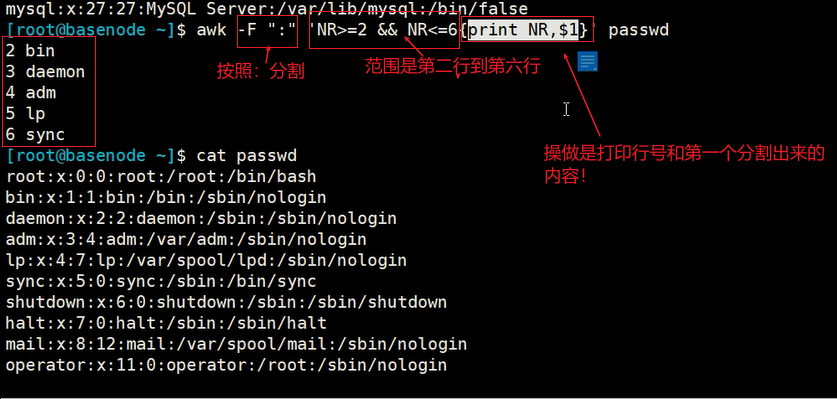 mysql:x:27:27:MySQL Server:/var/lib/mysql:/bin/false
[root@basenode ~]$ awk -F ":" 'NR>=2 && NR<=6{print NR,$1}' passwd
2 bin
3 daemon
4 adm
5 lp
6 sync
按照：分割
范围是第二行到第六行
操做是打印行号和第一个分割出来的
内容！
[root@basenode ~]$ cat passwd
root:x:0:0:root:/root:/bin/bash
bin:x:1:1:bin:/bin:/sbin/nologin
daemon:x:2:2:daemon:/sbin:/sbin/nologin
adm:x:3:4:adm:/var/adm:/sbin/nologin
lp:x:4:7:lp:/var/spool/lpd:/sbin/nologin
sync:x:5:0:sync:/sbin:/bin/sync
shutdown:x:6:0:shutdown:/sbin:/sbin/shutdown
halt:x:7:0:halt:/sbin:/sbin/halt
mail:x:8:12:mail:/var/spool/mail:/sbin/nologin
operator:x:11:0:operator:/root:/sbin/nologin